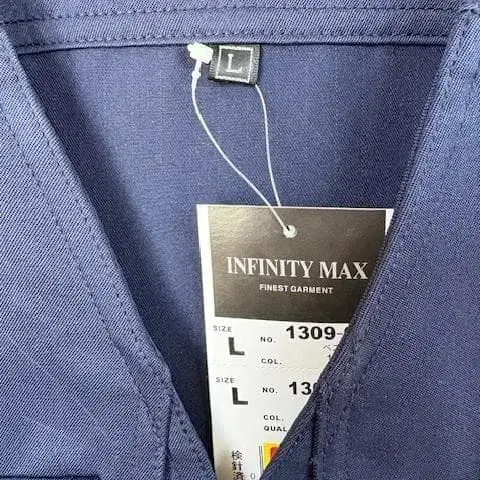 L
INFINITY MAX
FINEST GARMENT
SIZE
L
NO. 1309-
COL.
SIZE
L
NO.
COL.
QUAL
検針済